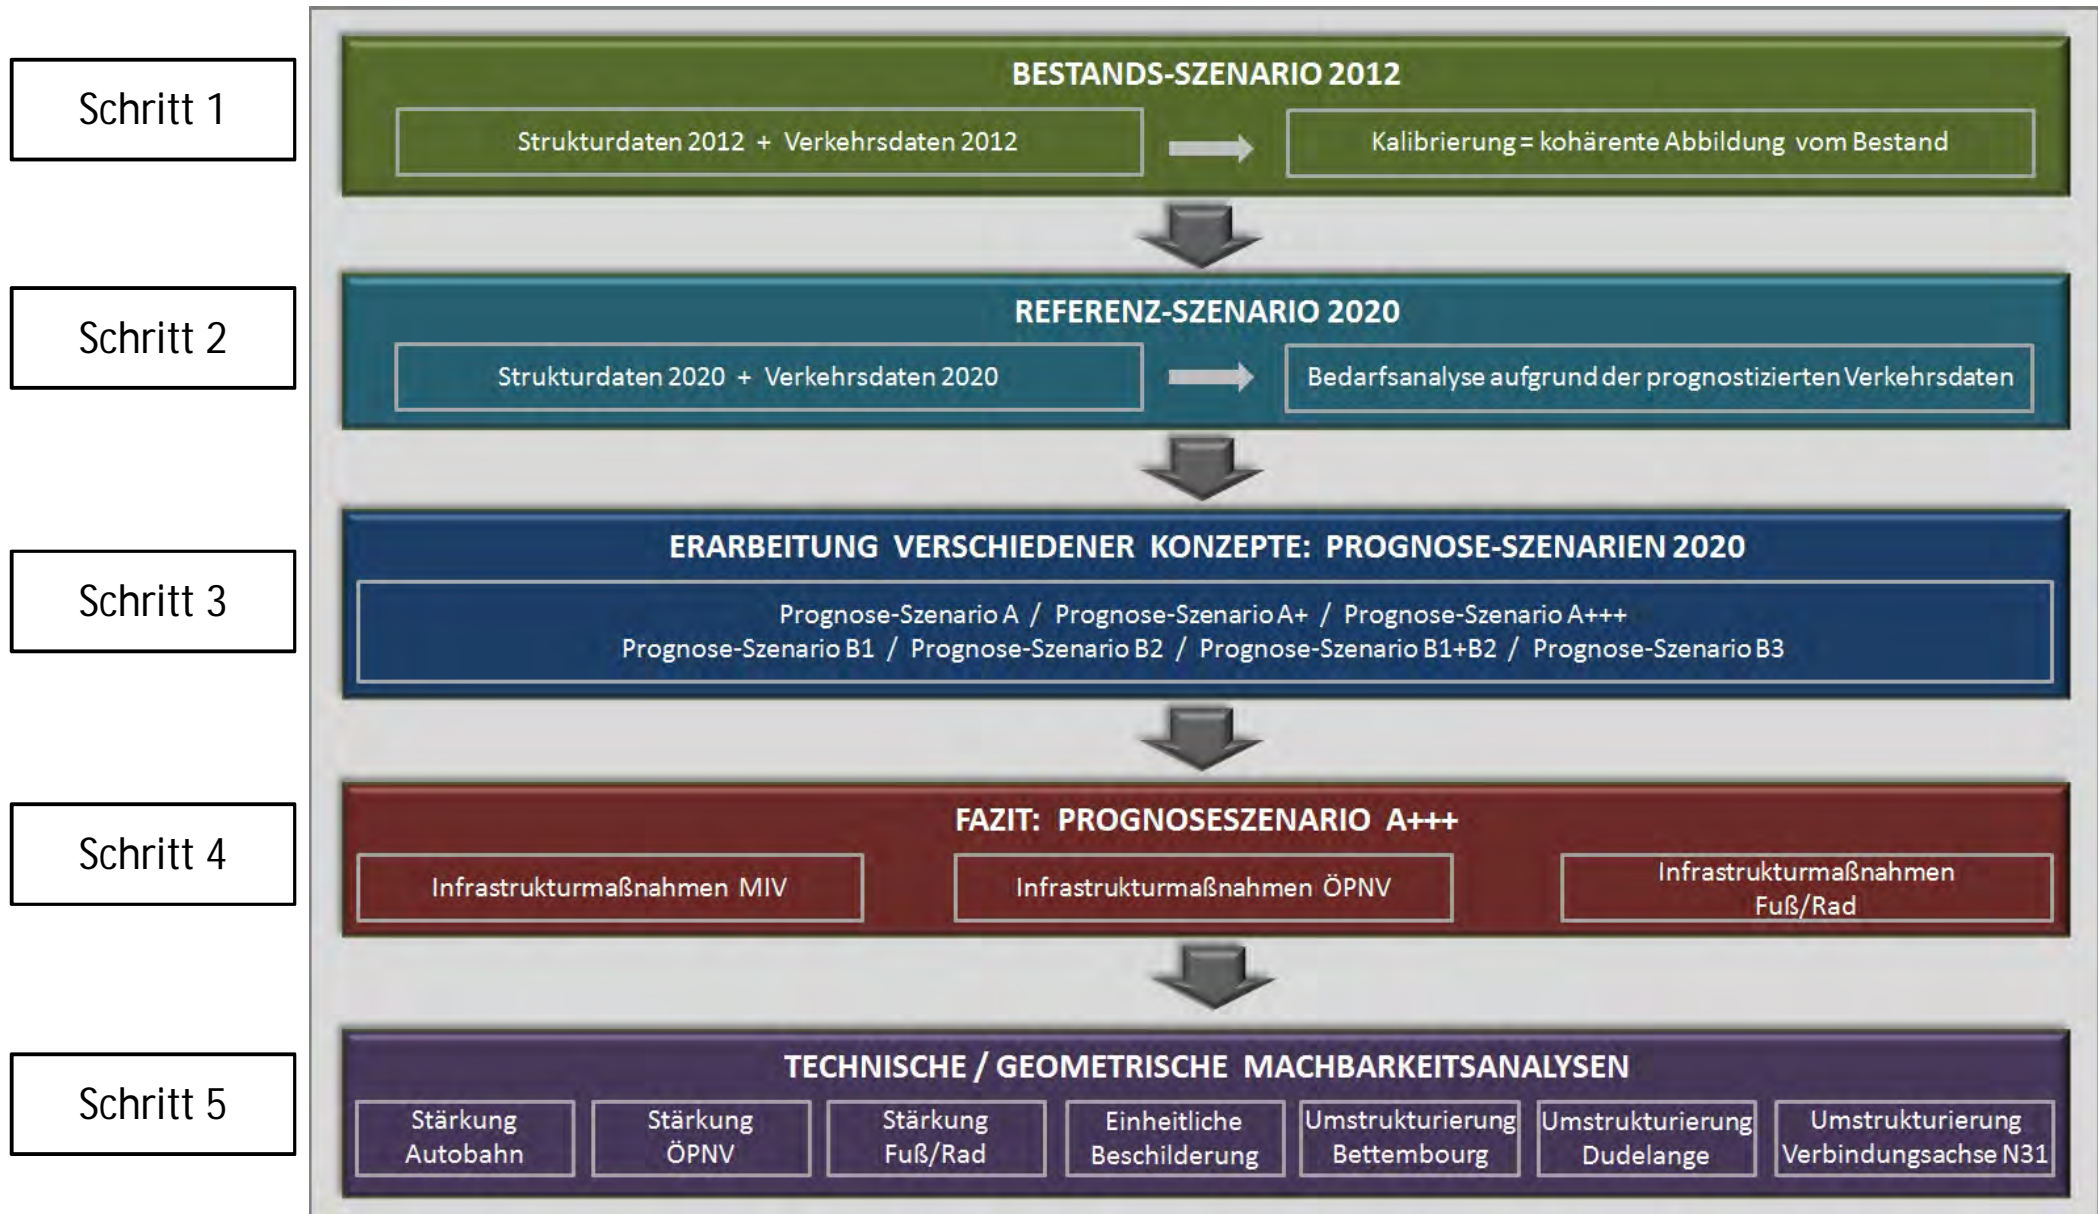 Schritt 1
BESTANDS-SZENARIO 2012
Strukturdaten 2012 + Verkehrsdaten 2012
Kalibrierung = kohärente Abbildung vom Bestand
Schritt 2
REFERENZ-SZENARIO 2020
Strukturdaten 2020 + Verkehrsdaten 2020
Bedarfsanalyse aufgrund der prognostizierten Verkehrsdaten
Schritt 3
ERARBEITUNG VERSCHIEDENER KONZEPTE: PROGNOSE-SZENARIEN 2020
Prognose-Szenario A / Prognose-Szenario A+ / Prognose-Szenario A+++
Prognose-Szenario B1 / Prognose-Szenario B2 / Prognose-Szenario B1+B2 / Prognose-Szenario B3
Schritt 4
FAZIT: PROGNOSESZENARIO A+++
Infrastrukturmaßnahmen MIV
Infrastrukturmaßnahmen ÖPNV
Infrastrukturmaßnahmen
Fuß/Rad
Schritt 5
TECHNISCHE / GEOMETRISCHE MACHBARKEITSANALYSEN
Stärkung
Autobahn
Stärkung
ÖPNV
Stärkung
Fuß/Rad
Einheitliche
Beschilderung
Umstrukturierung
Bettembourg
Umstrukturierung
Dudelange
Umstrukturierung
Verbindungsachse N31